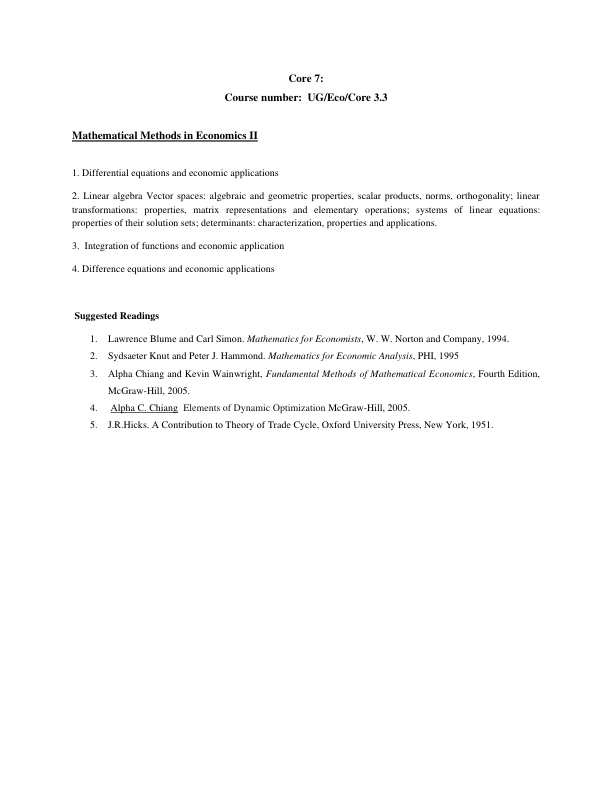 Core 7:
Course number:  UG/Eco/Core 3.3
Mathematical Methods in Economics II
1. Differential equations and economic applications
2. Linear algebra Vector spaces: algebraic and geometric properties, scalar products, norms, orthogonality; linear
transformations: properties, matrix representations and elementary operations; systems of linear equations:
properties of their solution sets; determinants: characterization, properties and applications.
3.  Integration of functions and economic application
4. Difference equations and economic applications
Suggested Readings
1. Lawrence Blume and Carl Simon. Mathematics for Economists, W. W. Norton and Company, 1994.
2. Sydsaeter Knut and Peter J. Hammond. Mathematics for Economic Analysis, PHI, 1995
3. Alpha Chiang and Kevin Wainwright, Fundamental Methods of Mathematical Economics, Fourth Edition,
McGraw-Hill, 2005.
4. Alpha C. Chiang  Elements of Dynamic Optimization McGraw-Hill, 2005.
5. J.R.Hicks. A Contribution to Theory of Trade Cycle, Oxford University Press, New York, 1951.